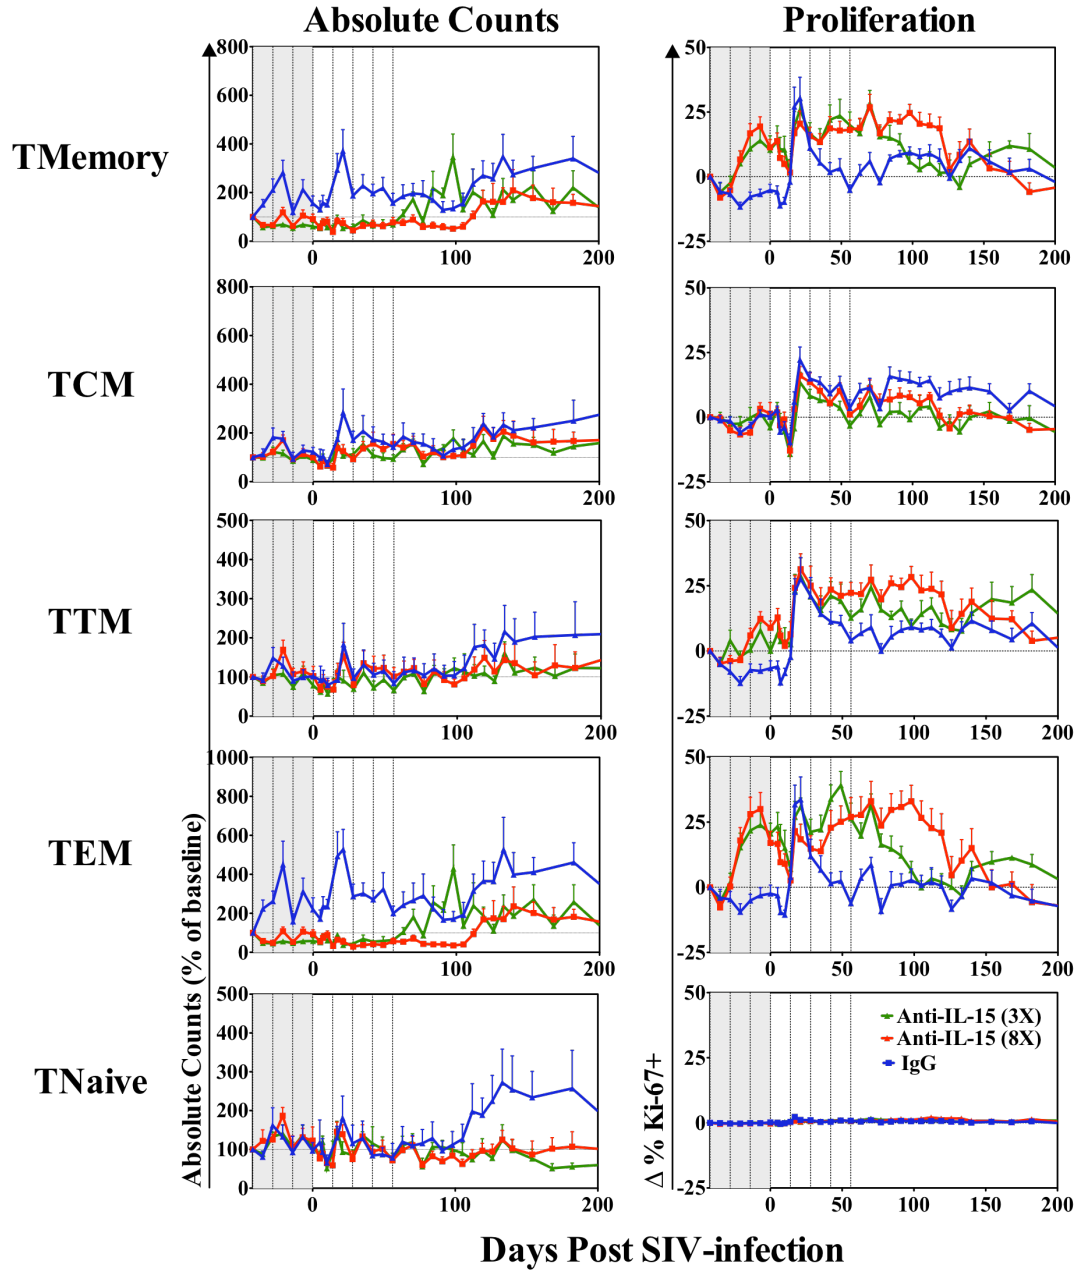 Absolute Counts Proliferation
TMemory
800 600 400 200 0
0 100 200
50 25 0 -25
0 50 100 150 200
TCM
800 600 400 200 0
0 100 200
50 25 0 -25
0 50 100 150 200
TTM
500 400 300 200 100 0
0 100 200
50 25 0 -25
0 50 100 150 200
TEM
1000 800 600 400 200 0
0 100 200
50 25 0 -25
0 50 100 150 200
TNaive
500 400 300 200 100 0
0 100 200
50 25 0 -25
0 50 100 150 200
Absolute Counts (% of baseline)
Δ % Ki-67+
Anti-IL-15 (3X)
Anti-IL-15 (8X)
IgG
Days Post SIV-infection